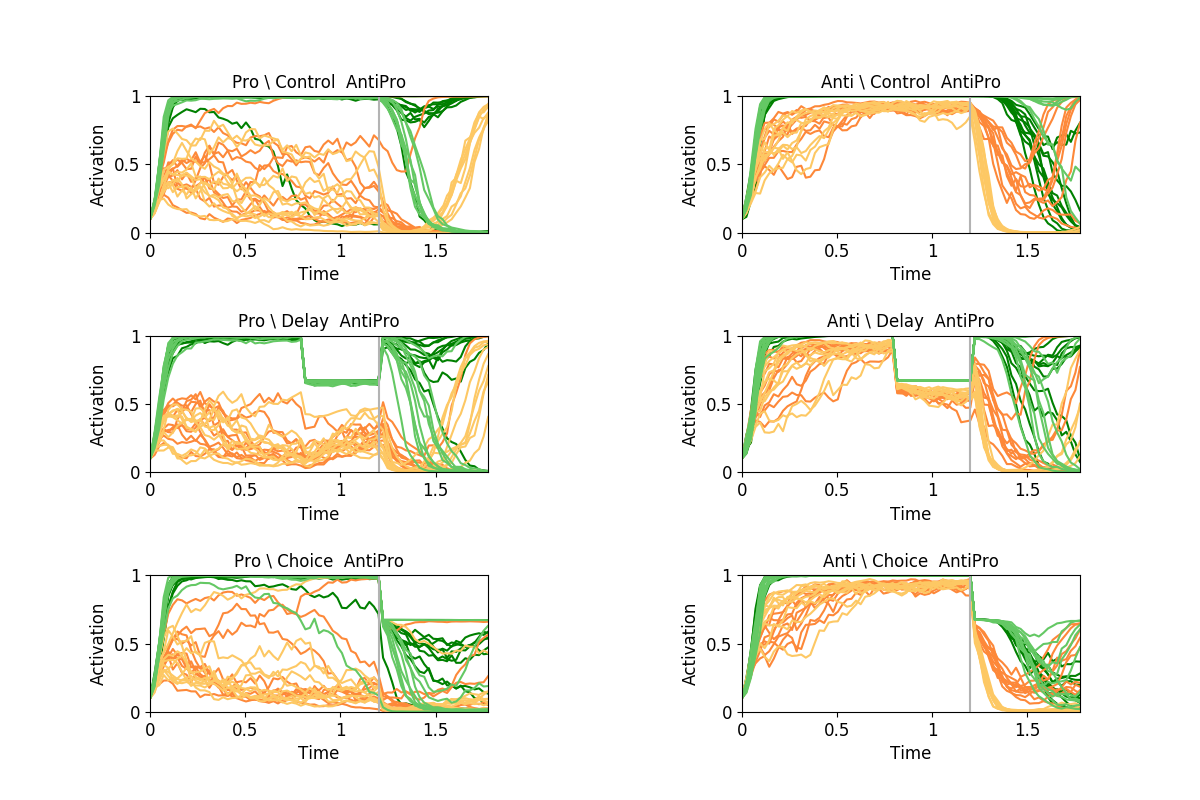 Pro \ Control  AntiPro
Activation
1
0.5
0
0
0.5
1
1.5
Time
Anti \ Control  AntiPro
Activation
1
0.5
0
0
0.5
1
1.5
Time
Pro \ Delay  AntiPro
Activation
1
0.5
0
0
0.5
1
1.5
Time
Anti \ Delay  AntiPro
Activation
1
0.5
0
0
0.5
1
1.5
Time
Pro \ Choice  AntiPro
Activation
1
0.5
0
0
0.5
1
1.5
Time
Anti \ Choice  AntiPro
Activation
1
0.5
0
0
0.5
1
1.5
Time